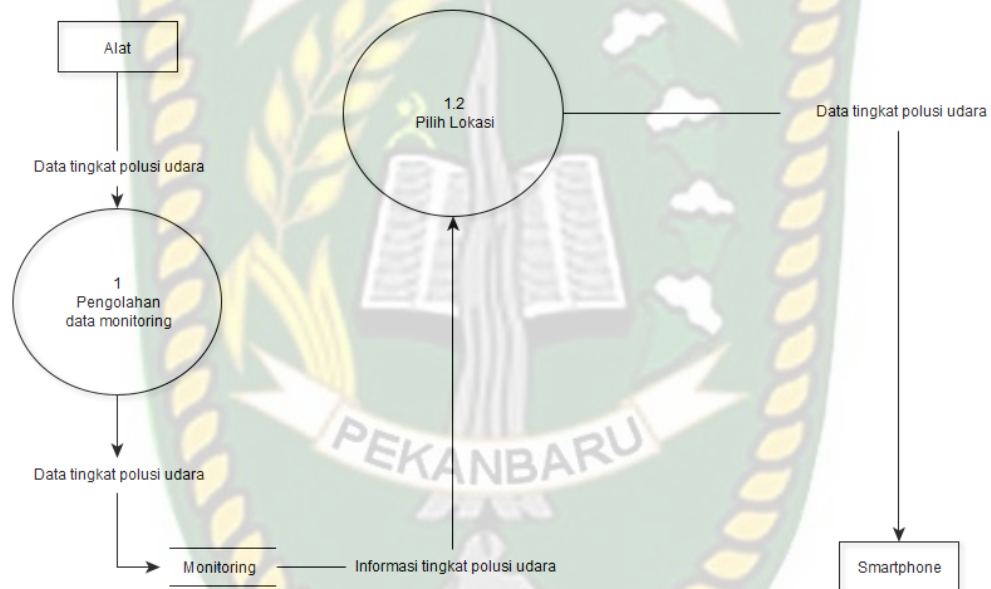 Alat
1.2
Pilih Lokasi
Data tingkat polusi udara
Data tingkat polusi udara
1
Pengolahan
data monitoring
PEKANBARU
Data tingkat polusi udara
Monitoring
Informasi tingkat polusi udara
Smartphone